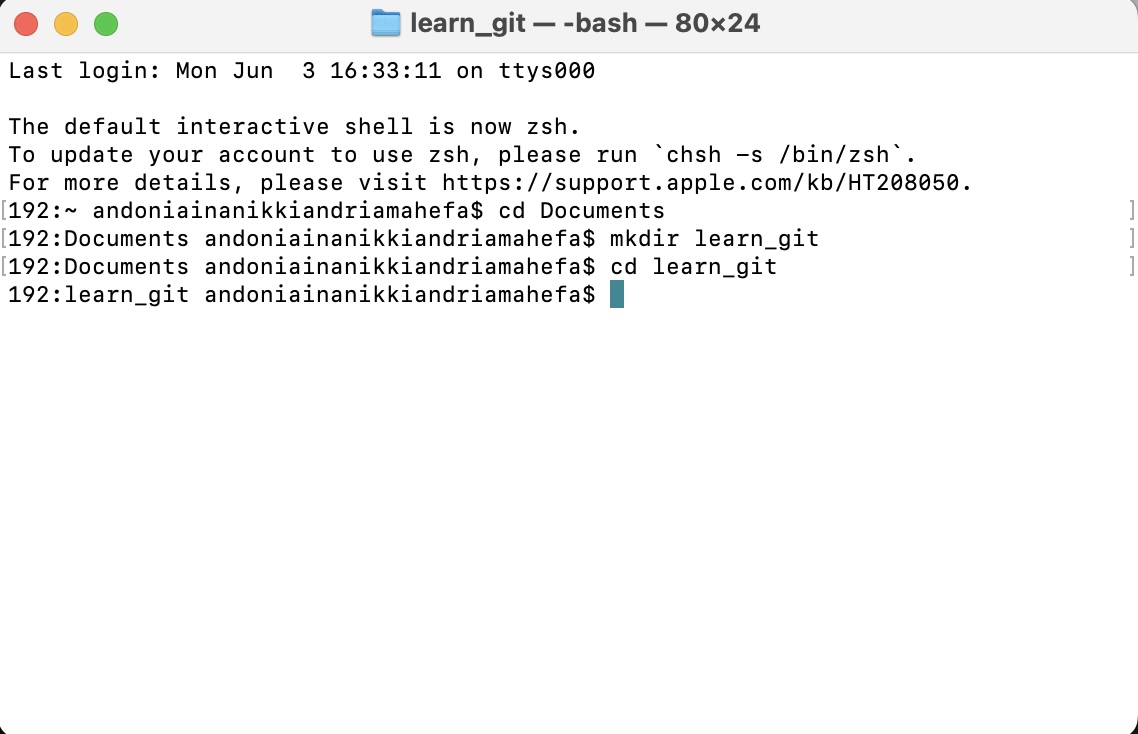 learn_git — -bash — 80×24
Last login: Mon Jun  3 16:33:11 on ttys000
The default interactive shell is now zsh.
To update your account to use zsh, please run `chsh -s /bin/zsh`.
For more details, please visit https://support.apple.com/kb/HT208050.
[192:~ andoniainanikkiandriamahefa$ cd Documents ]
[192:Documents andoniainanikkiandriamahefa$ mkdir learn_git ]
[192:Documents andoniainanikkiandriamahefa$ cd learn_git ]
192:learn_git andoniainanikkiandriamahefa$